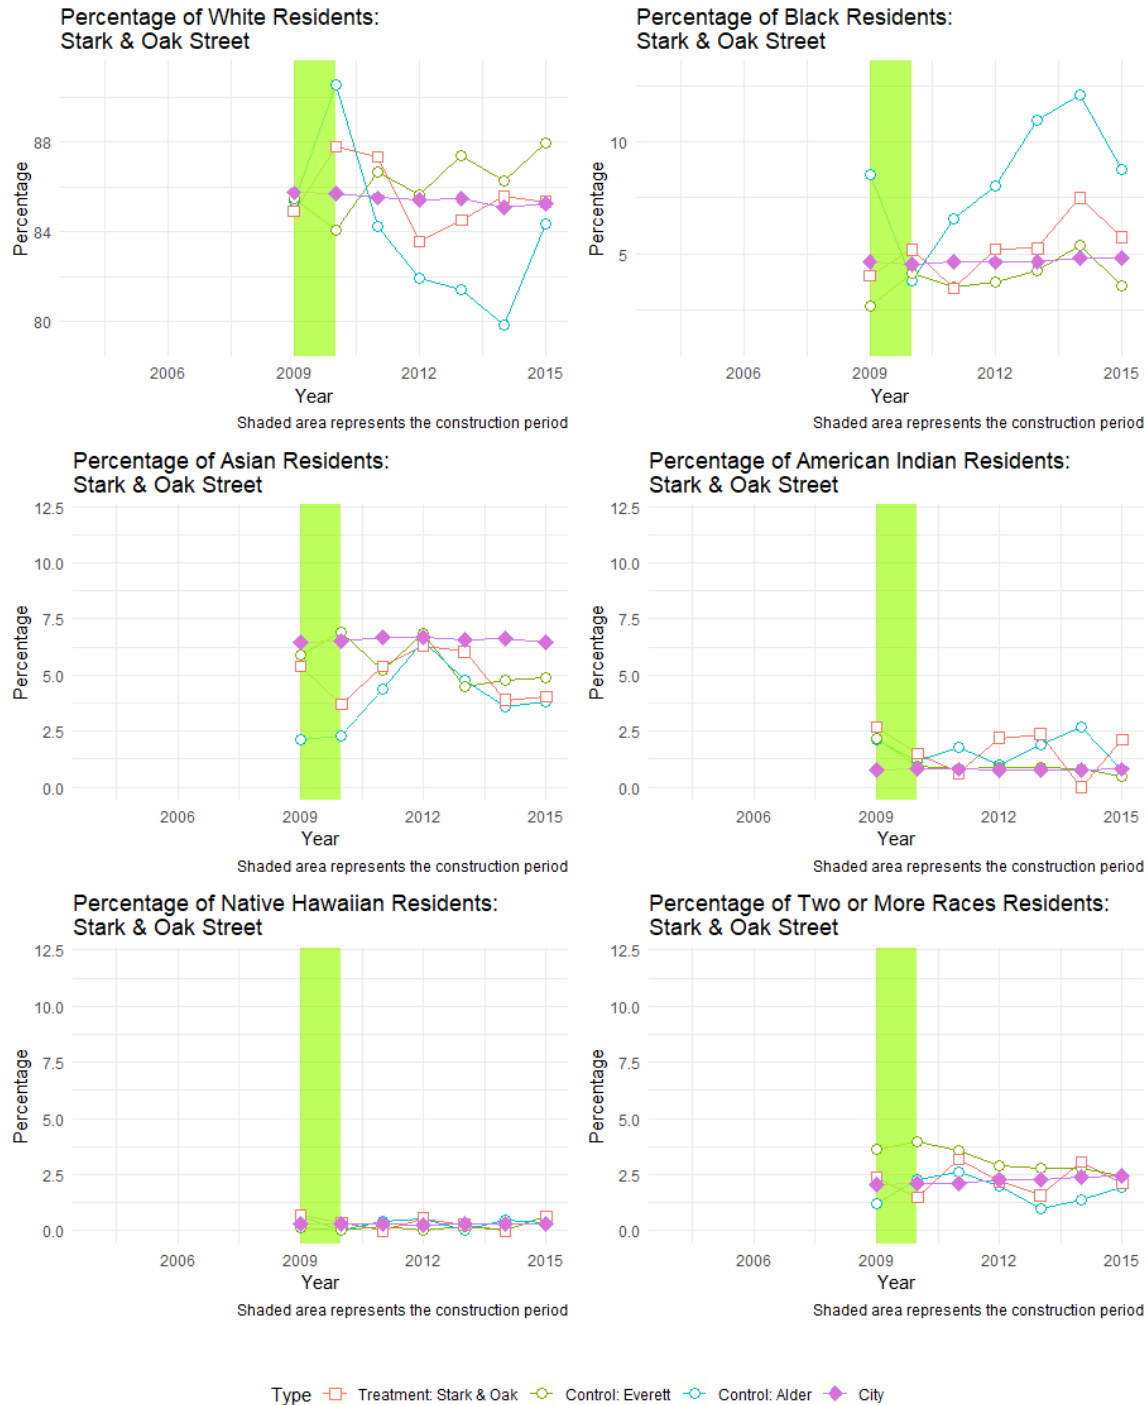 Percentage of White Residents:
Stark & Oak Street
88
84
80
Percentage
2006 2009 2012 2015
Year
Shaded area represents the construction period
Percentage of Black Residents:
Stark & Oak Street
10
5
Percentage
2006 2009 2012 2015
Year
Shaded area represents the construction period
Percentage of Asian Residents:
Stark & Oak Street
12.5
10.0
7.5
5.0
2.5
0.0
Percentage
2006 2009 2012 2015
Year
Shaded area represents the construction period
Percentage of American Indian Residents:
Stark & Oak Street
12.5
10.0
7.5
5.0
2.5
0.0
Percentage
2006 2009 2012 2015
Year
Shaded area represents the construction period
Percentage of Native Hawaiian Residents:
Stark & Oak Street
12.5
10.0
7.5
5.0
2.5
0.0
Percentage
2006 2009 2012 2015
Year
Shaded area represents the construction period
Percentage of Two or More Races Residents:
Stark & Oak Street
12.5
10.0
7.5
5.0
2.5
0.0
Percentage
2006 2009 2012 2015
Year
Shaded area represents the construction period
Type Treatment: Stark & Oak Control: Everett Control: Alder City